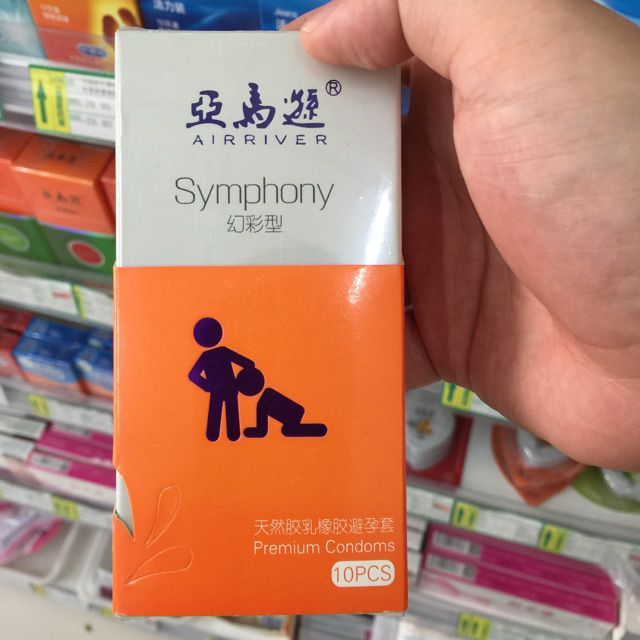 亞馬遜®
AIRRIVER
Symphony
幻彩型
天然胶乳橡胶避孕套
Premium Condoms
10PCS